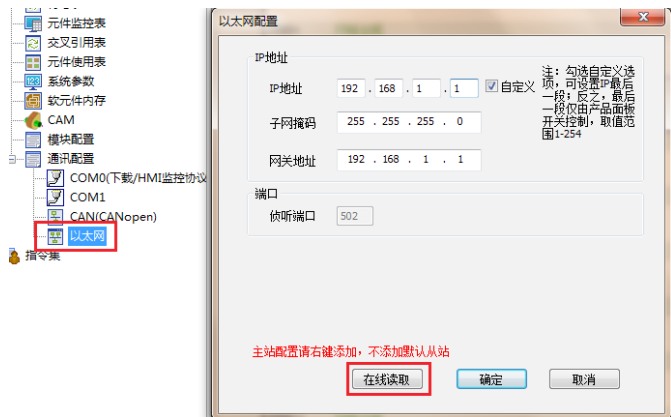 元件监控表
交叉引用表
元件使用表
系统参数
软元件内存
CAM
模块配置
通讯配置
COM0(下载/HMI监控协议
COM1
CAN(CANopen)
以太网
指令集
以太网配置
IP地址
IP地址 192 . 168 . 1 . 1 自定义
注：勾选自定义选
项，可设置IP最后
一段；反之，最后
一段仅由产品面板
开关控制，取值范
围1-254
子网掩码 255 . 255 . 255 . 0
网关地址 192 . 168 . 1 . 1
端口
侦听端口 502
主站配置请右键添加，不添加默认从站
在线读取 确定 取消